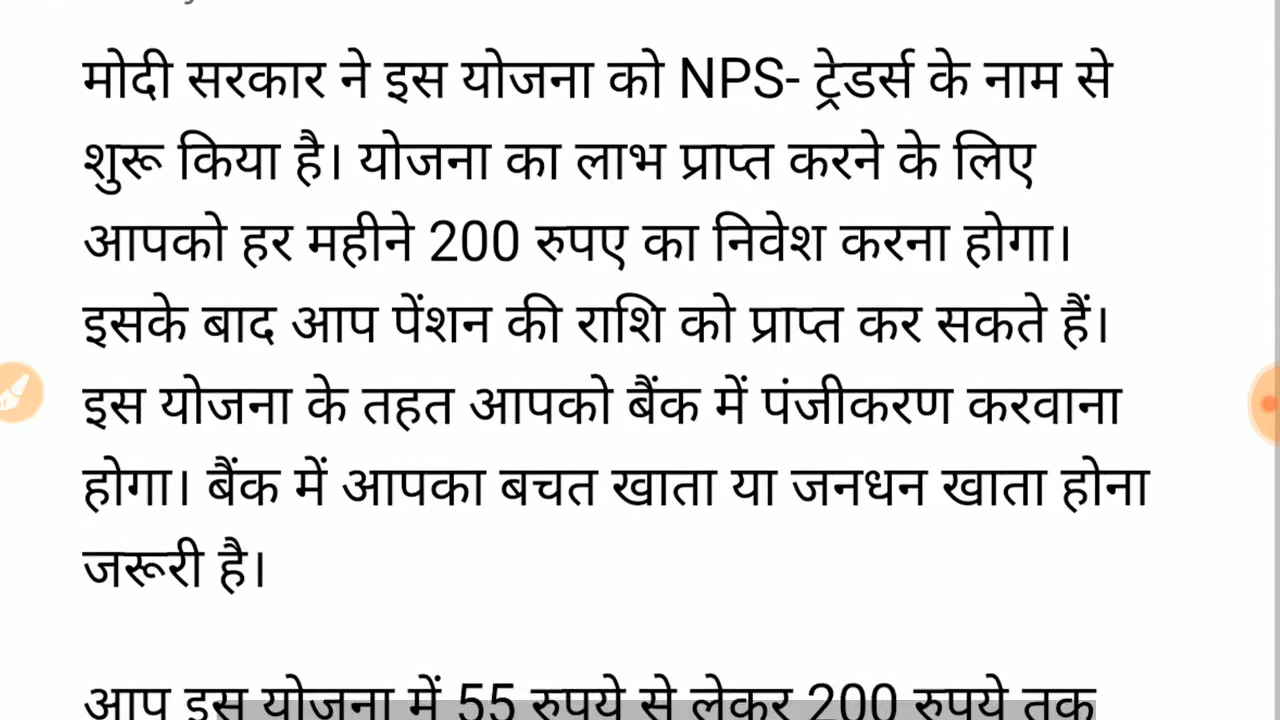 मोदी सरकार ने इस योजना को NPS- ट्रेडर्स के नाम से
शुरू किया है। योजना का लाभ प्राप्त करने के लिए
आपको हर महीने 200 रुपए का निवेश करना होगा।
इसके बाद आप पेंशन की राशि को प्राप्त कर सकते हैं।
इस योजना के तहत आपको बैंक में पंजीकरण करवाना
होगा। बैंक में आपका बचत खाता या जनधन खाता होना
जरूरी है।
आप इस योजना में 55 रुपये से लेकर 200 रुपये तक